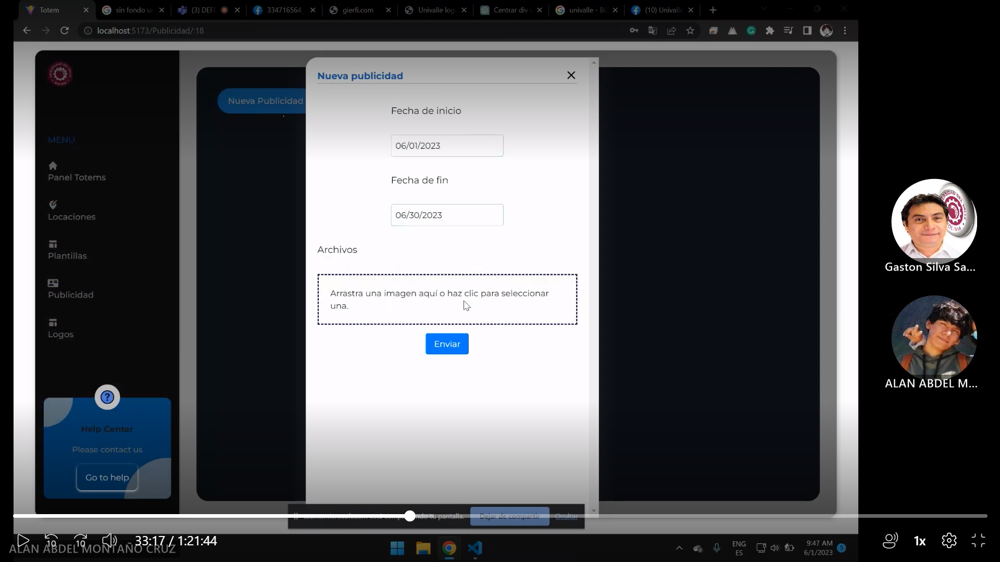 Totem
sin fondo u
(3) DEF
334716564_
gierfi.com
Univalle log
Centrar div
univalle - B
(10) Univalle
localhost:5173/Publicidad/:18
Nueva publicidad
Nueva Publicidad
Fecha de inicio
06/01/2023
MENU
Panel Totems
Fecha de fin
Locaciones
06/30/2023
Archivos
Plantillas
Arrastra una imagen aquí o haz clic para seleccionar
una.
Publicidad
Logos
Enviar
Gaston Silva Sa...
ALAN ABDEL M...
?
Help Center
Please contact us
Go to help
tu pantalla.
Dejar de compartir
Ocultar
10
10
33:17 / 1:21:44
1x
ALAN ABDEL MONTAÑO CRUZ
ENG
ES
9:47 AM
6/1/2023
5